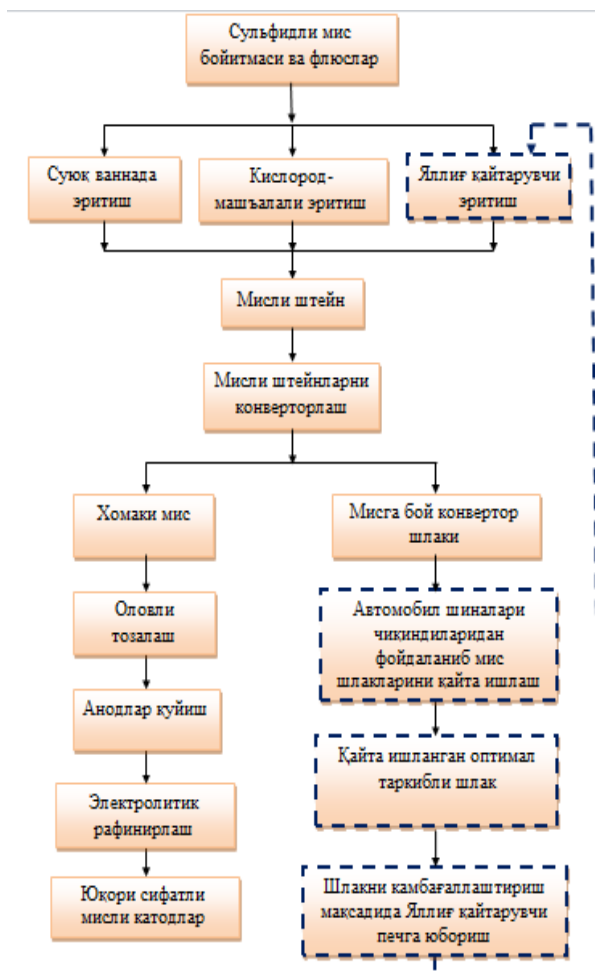 Сульфидли мис
бойитмаси ва флюслар
Суюқ ваннада
эритиш
Кислород-
машъалали эритиш
Яллиғ қайтарувчи
эритиш
Мисли штейн
Мисли штейнларни
конверторлаш
Хомаки мис
Мисга бой конвертор
шлаки
Оловли
тозалаш
Автомобил шиналари
чиқиндиларидан
фойдаланиб мис
шлакларини қайта ишлаш
Анодлар қуйиш
Қайта ишланган оптимал
таркибли шлак
Электролитик
рафинирлаш
Юқори сифатли
мисли катодлар
Шлакни камбағаллаштириш
мақсадида Яллиғ қайтарувчи
печга юбориш